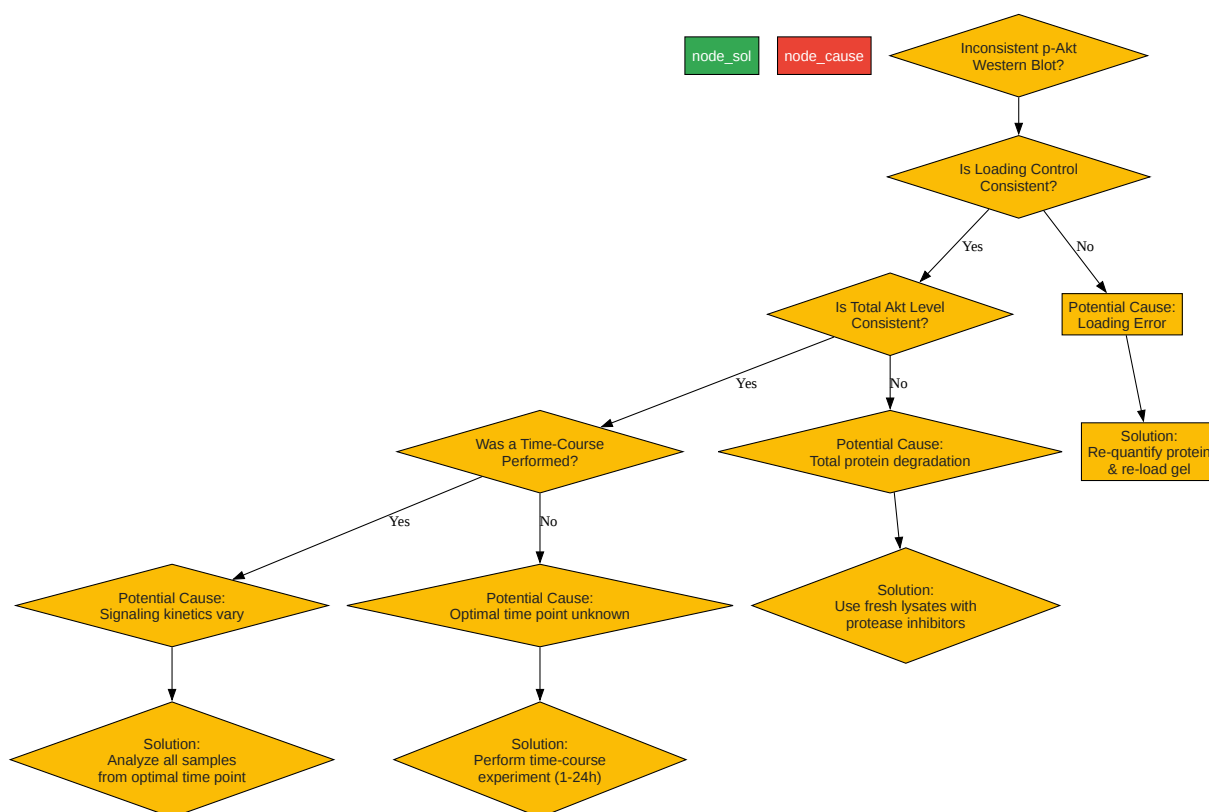 node_sol
node_cause
Inconsistent p-Akt
Western Blot?
Is Loading Control
Consistent?
Yes
No
Is Total Akt Level
Consistent?
Potential Cause:
Loading Error
Yes
No
Was a Time-Course
Performed?
Potential Cause:
Total protein degradation
Solution:
Re-quantify protein
& re-load gel
Yes
No
Potential Cause:
Signaling kinetics vary
Potential Cause:
Optimal time point unknown
Solution:
Use fresh lysates with
protease inhibitors
Solution:
Analyze all samples
from optimal time point
Solution:
Perform time-course
experiment (1-24h)